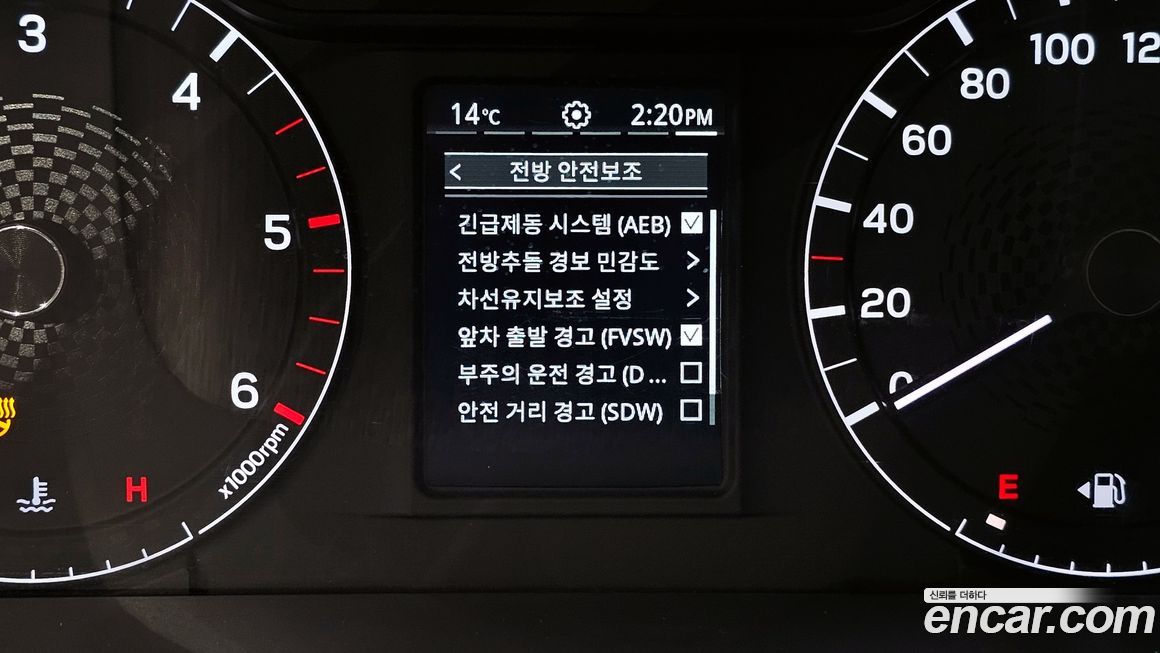 3
4
5
6
x1000rpm
H
14°C
2:20PM
< 전방 안전보조
긴급제동 시스템 (AEB)
전방추돌 경보 민감도 >
차선유지보조 설정 >
앞차 출발 경고 (FVSW)
부주의 운전 경고 (D ...
안전 거리 경고 (SDW)
0
20
40
60
80
100
12
E
신뢰를 더하다
encar.com